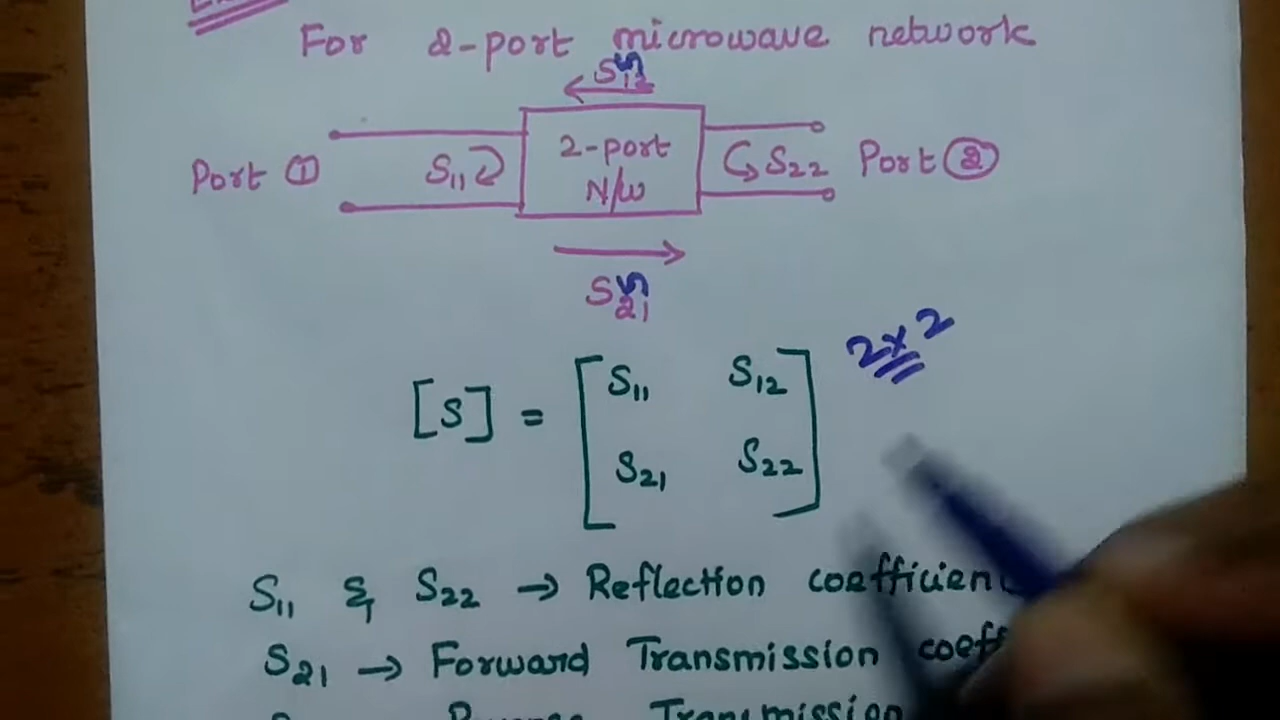 For 2-port microwave network
S12
Port ① S11 2-port N/W S22 Port ②
S21
[S] = [ S11 S12
S21 S22 ] 2x2
S11 & S22 → Reflection coefficien
S21 → Forward Transmission coeff
Transmission